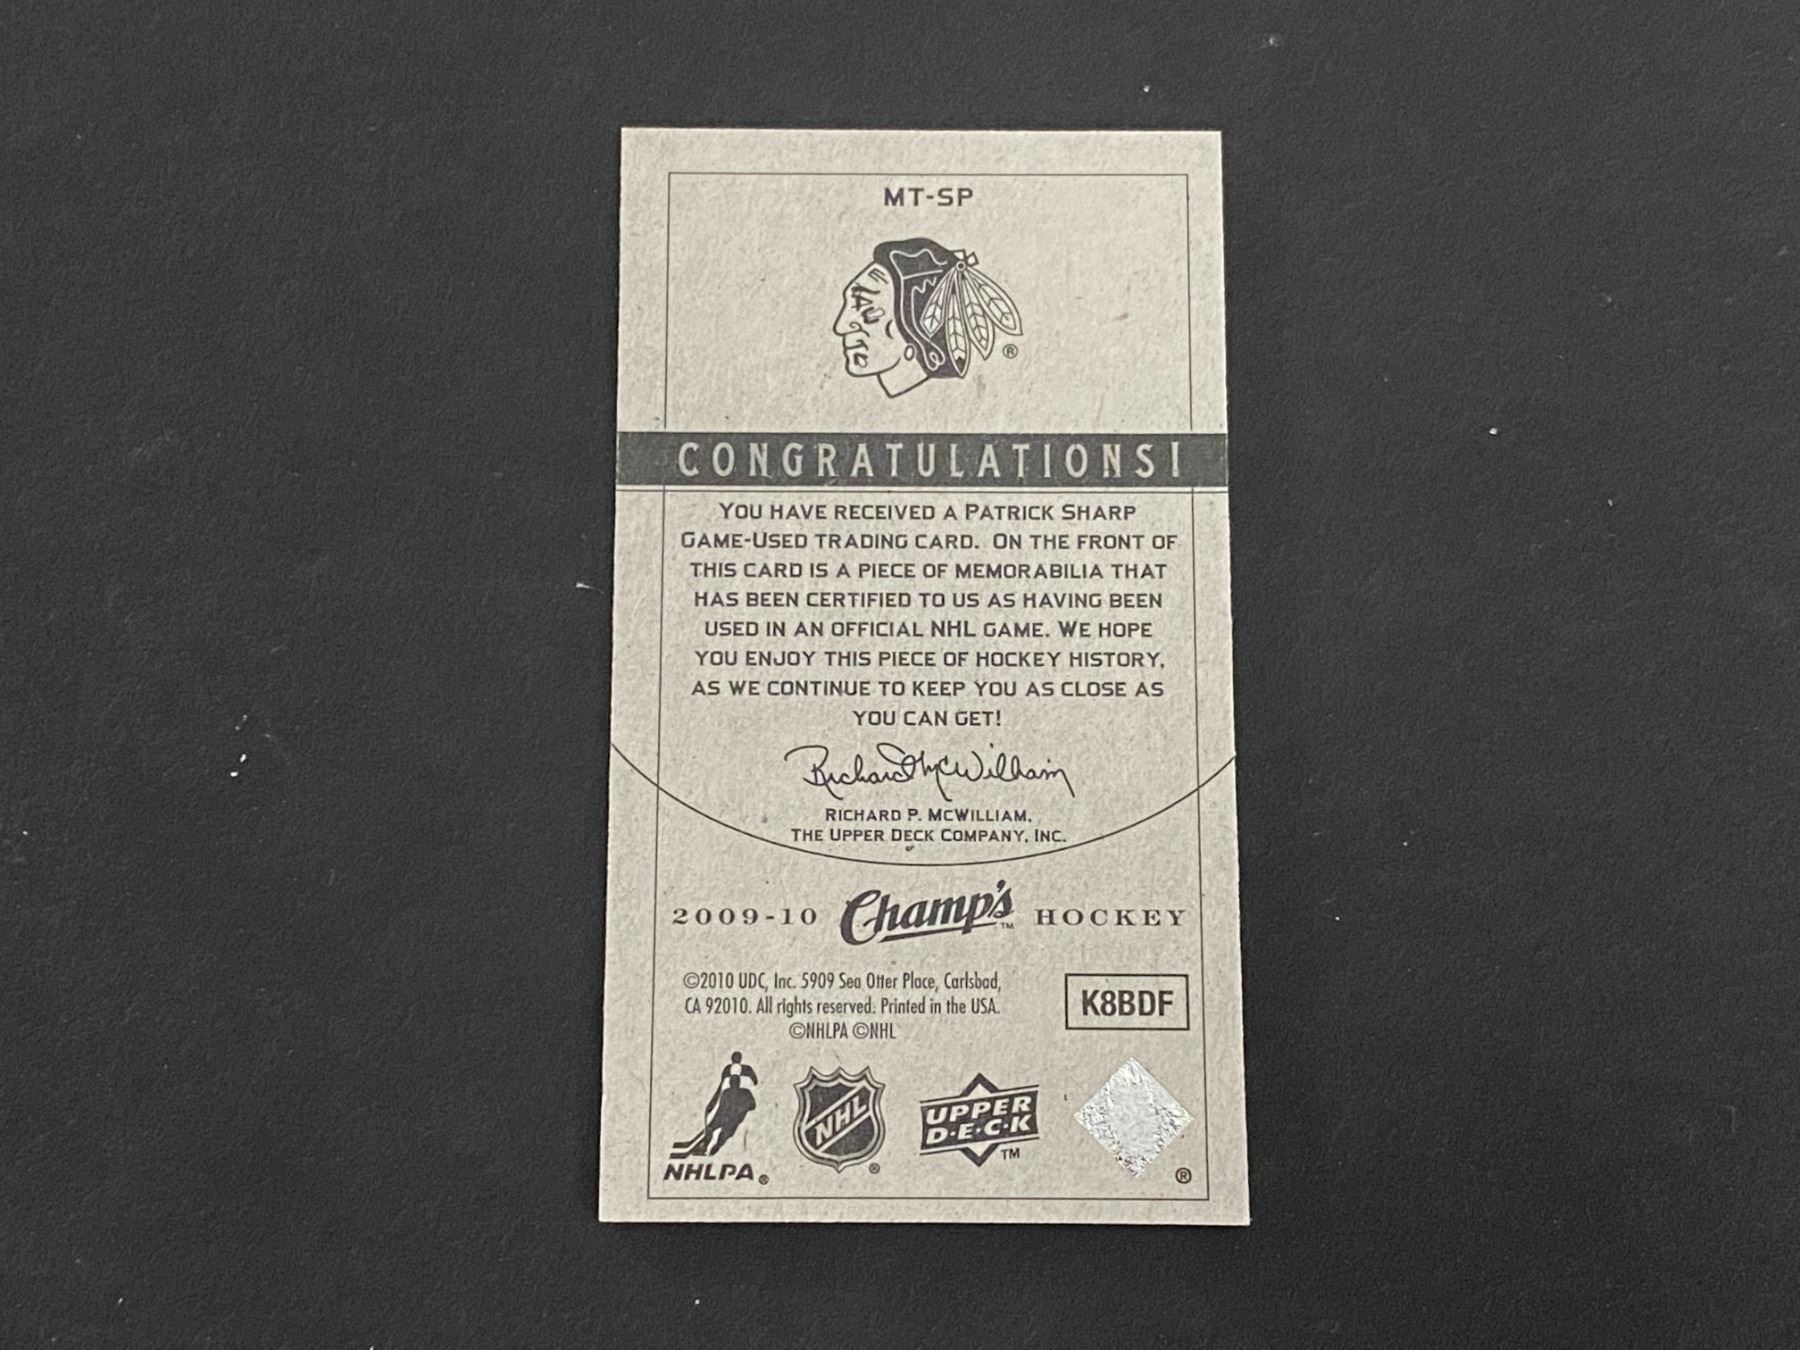 MT-SP
®
CONGRATULATIONS!
YOU HAVE RECEIVED A PATRICK SHARP
GAME-USED TRADING CARD. ON THE FRONT OF
THIS CARD IS A PIECE OF MEMORABILIA THAT
HAS BEEN CERTIFIED TO US AS HAVING BEEN
USED IN AN OFFICIAL NHL GAME. WE HOPE
YOU ENJOY THIS PIECE OF HOCKEY HISTORY,
AS WE CONTINUE TO KEEP YOU AS CLOSE AS
YOU CAN GET!
Richard McWilliam
RICHARD P. MCWILLIAM,
THE UPPER DECK COMPANY, INC.
2009-10 Champ's™ HOCKEY
©2010 UDC, Inc. 5909 Sea Otter Place, Carlsbad,
CA 92010. All rights reserved. Printed in the USA.
©NHLPA ©NHL
K8BDF
NHLPA®
NHL®
UPPER
D·E·C·K™
®